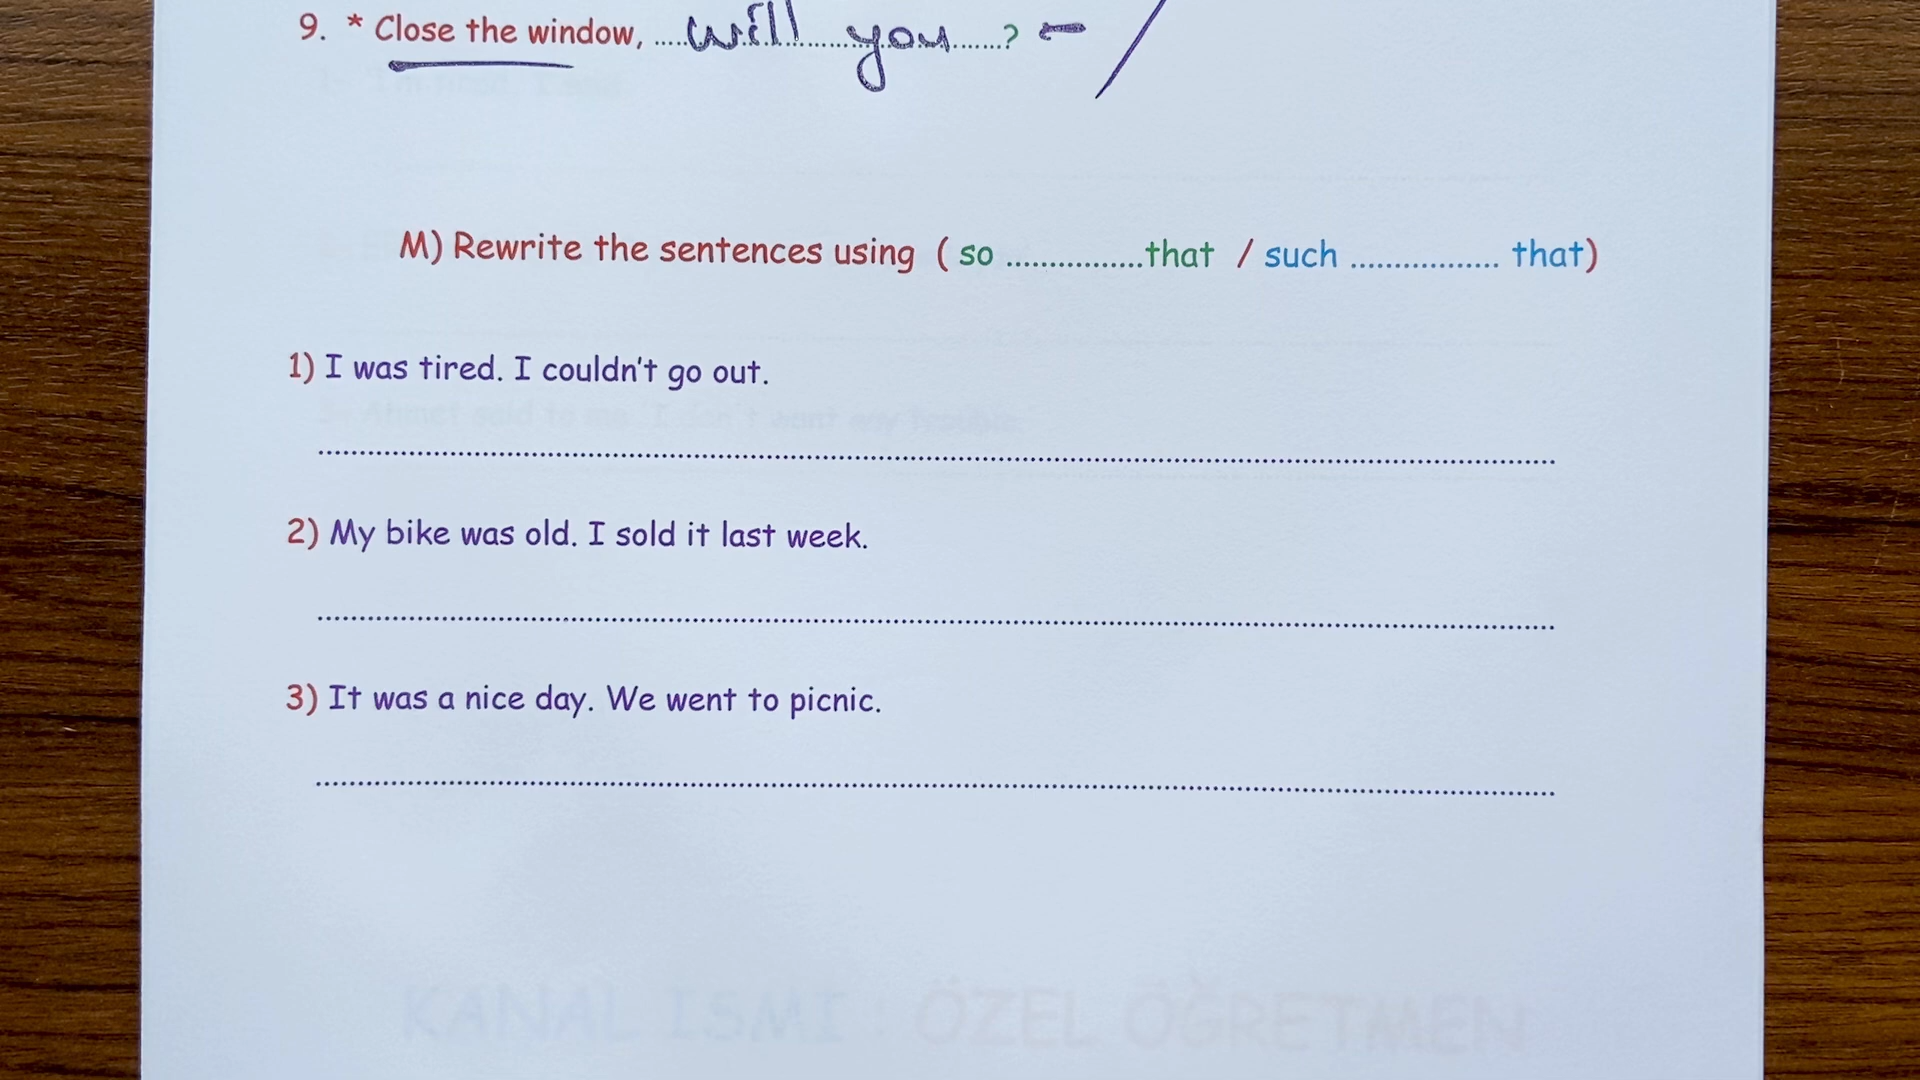 9. * Close the window, .....will you.......? -
M) Rewrite the sentences using ( so ................that / such ................. that)
1) I was tired. I couldn't go out.
2) My bike was old. I sold it last week.
3) It was a nice day. We went to picnic.
KANAL ISMI : ÖZEL ÖĞRETMEN